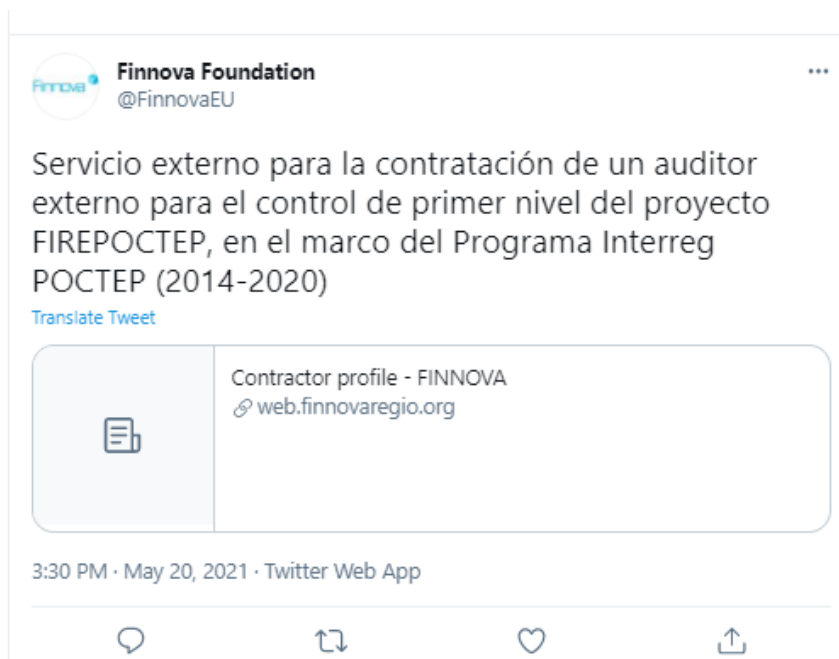 Finnova
Finnova Foundation
@FinnovaEU
Servicio externo para la contratación de un auditor
externo para el control de primer nivel del proyecto
FIREPOCTEP, en el marco del Programa Interreg
POCTEP (2014-2020)
Translate Tweet
Contractor profile - FINNOVA
web.finnovaregio.org
3:30 PM · May 20, 2021 · Twitter Web App